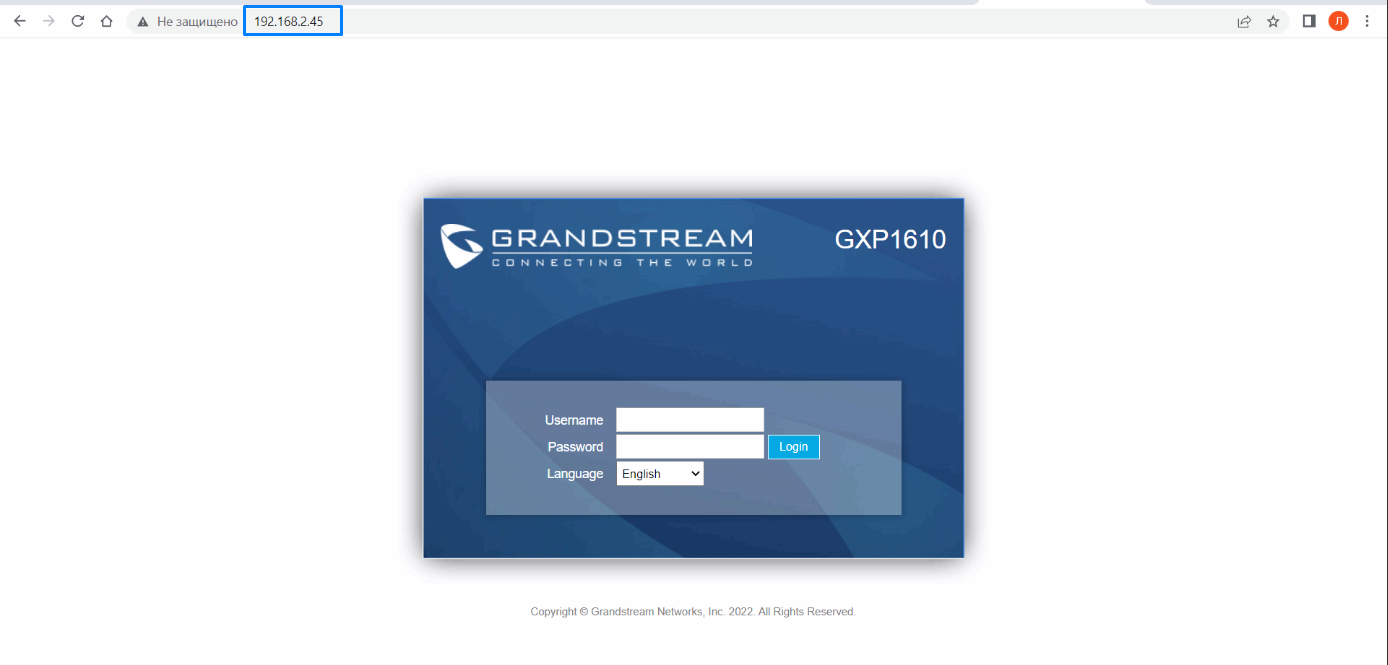 Не защищено 192.168.2.45
Л
GRANDSTREAM
CONNECTING THE WORLD
GXP1610
Username
Password
Login
Language English
Copyright © Grandstream Networks, Inc. 2022. All Rights Reserved.